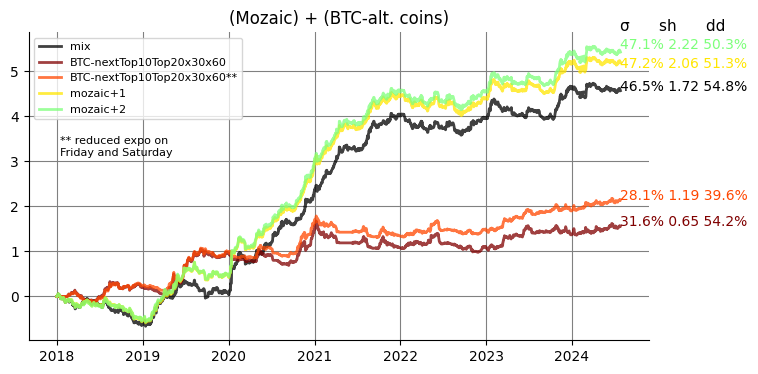 (Mozaic) + (BTC-alt. coins)
σ sh dd
mix
BTC-nextTop10Top20x30x60
BTC-nextTop10Top20x30x60**
mozaic+1
mozaic+2
** reduced expo on
Friday and Saturday
47.1% 2.22 50.3%
47.2% 2.06 51.3%
46.5% 1.72 54.8%
28.1% 1.19 39.6%
31.6% 0.65 54.2%
5
4
3
2
1
0
2018 2019 2020 2021 2022 2023 2024